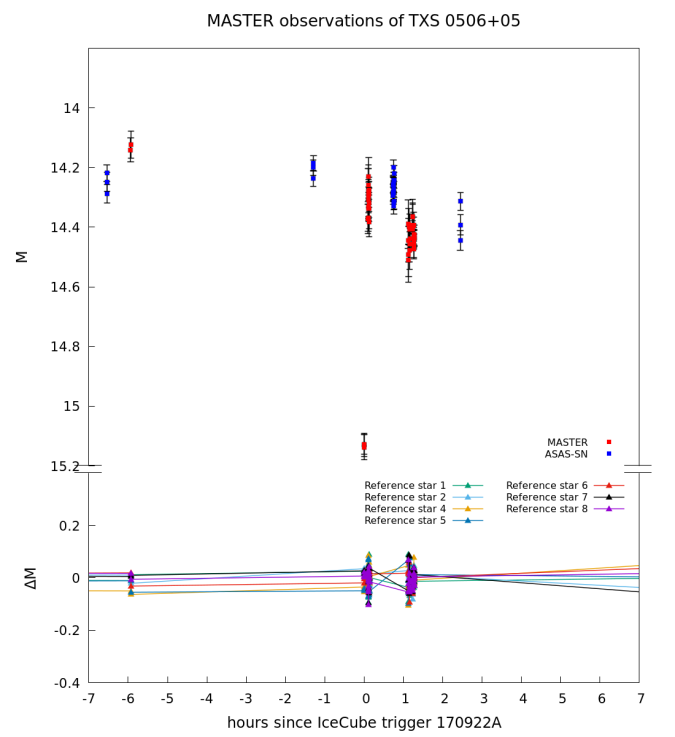 MASTER observations of TXS 0506+05
14
14.2
14.4
14.6
14.8
15
15.2
M
MASTER
ASAS-SN
Reference star 1
Reference star 2
Reference star 4
Reference star 5
Reference star 6
Reference star 7
Reference star 8
0.2
0
-0.2
-0.4
ΔM
-7 -6 -5 -4 -3 -2 -1 0 1 2 3 4 5 6 7
hours since IceCube trigger 170922A